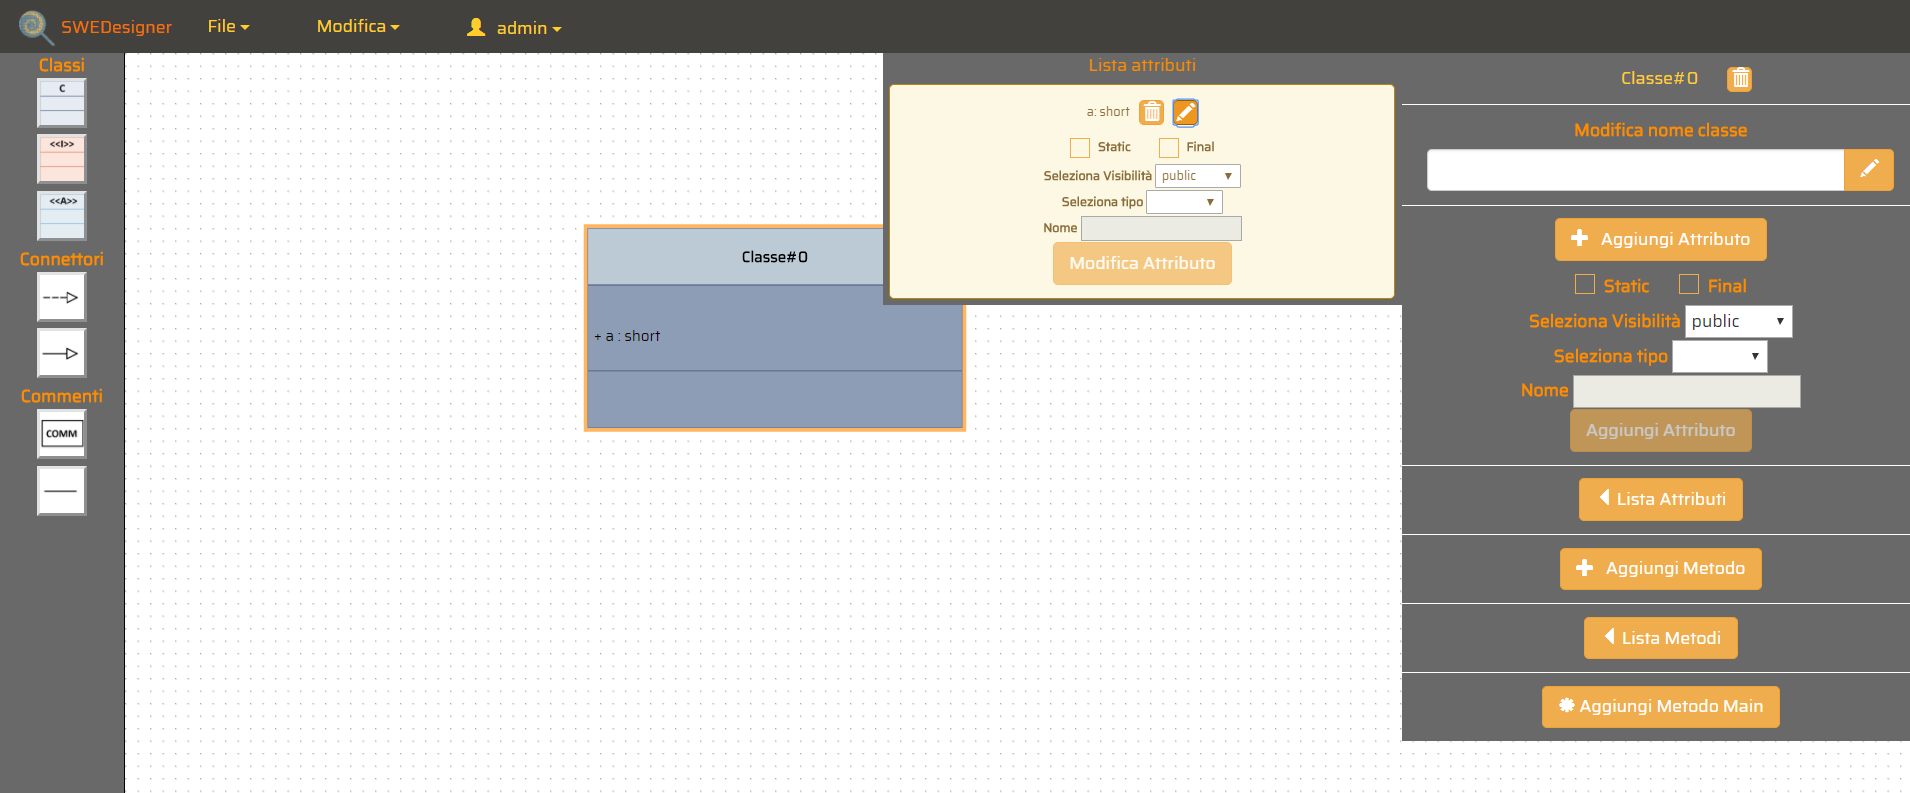 SWEDesigner
File
Modifica
admin
Classi
C
<<I>>
<<A>>
Connettori
Commenti
COMM
Classe#0
+ a : short
Lista attributi
a: short
Static Final
Seleziona Visibilità public
Seleziona tipo
Nome
Modifica Attributo
Classe#0
Modifica nome classe
Aggiungi Attributo
Static Final
Seleziona Visibilità public
Seleziona tipo
Nome
Aggiungi Attributo
Lista Attributi
Aggiungi Metodo
Lista Metodi
Aggiungi Metodo Main